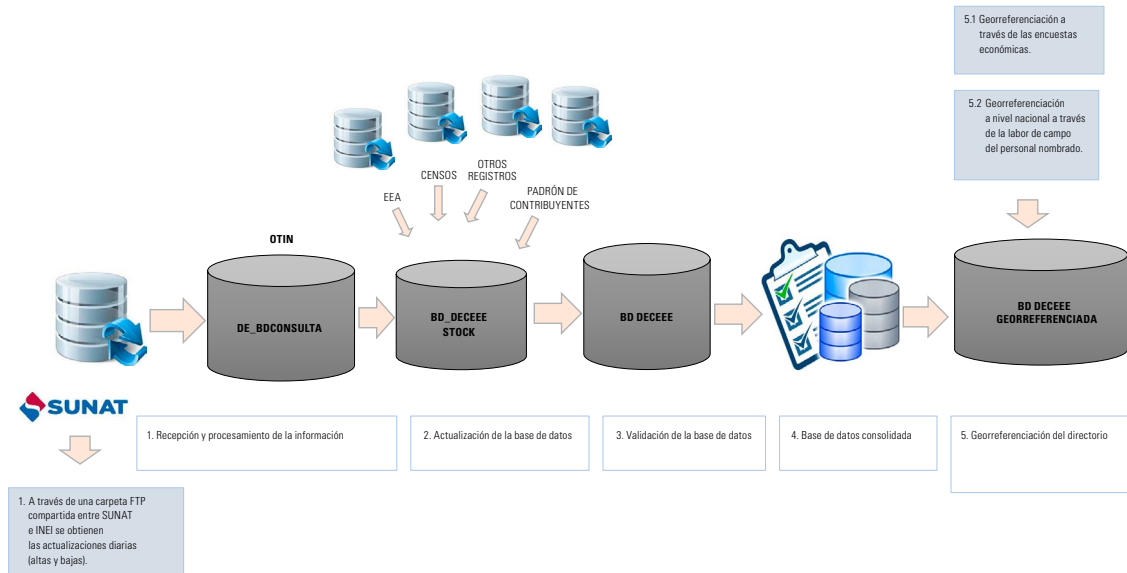 5.1 Georreferenciación a
través de las encuestas
económicas.
5.2 Georreferenciación
a nivel nacional a través
de la labor de campo
del personal nombrado.
EEA
CENSOS
OTROS
REGISTROS
PADRÓN DE
CONTRIBUYENTES
OTIN
DE_BDCONSULTA
BD_DECEEE
STOCK
BD DECEEE
BD DECEEE
GEORREFERENCIADA
SUNAT
1. Recepción y procesamiento de la información
2. Actualización de la base de datos
3. Validación de la base de datos
4. Base de datos consolidada
5. Georreferenciación del directorio
1. A través de una carpeta FTP
compartida entre SUNAT
e INEI se obtienen
las actualizaciones diarias
(altas y bajas).